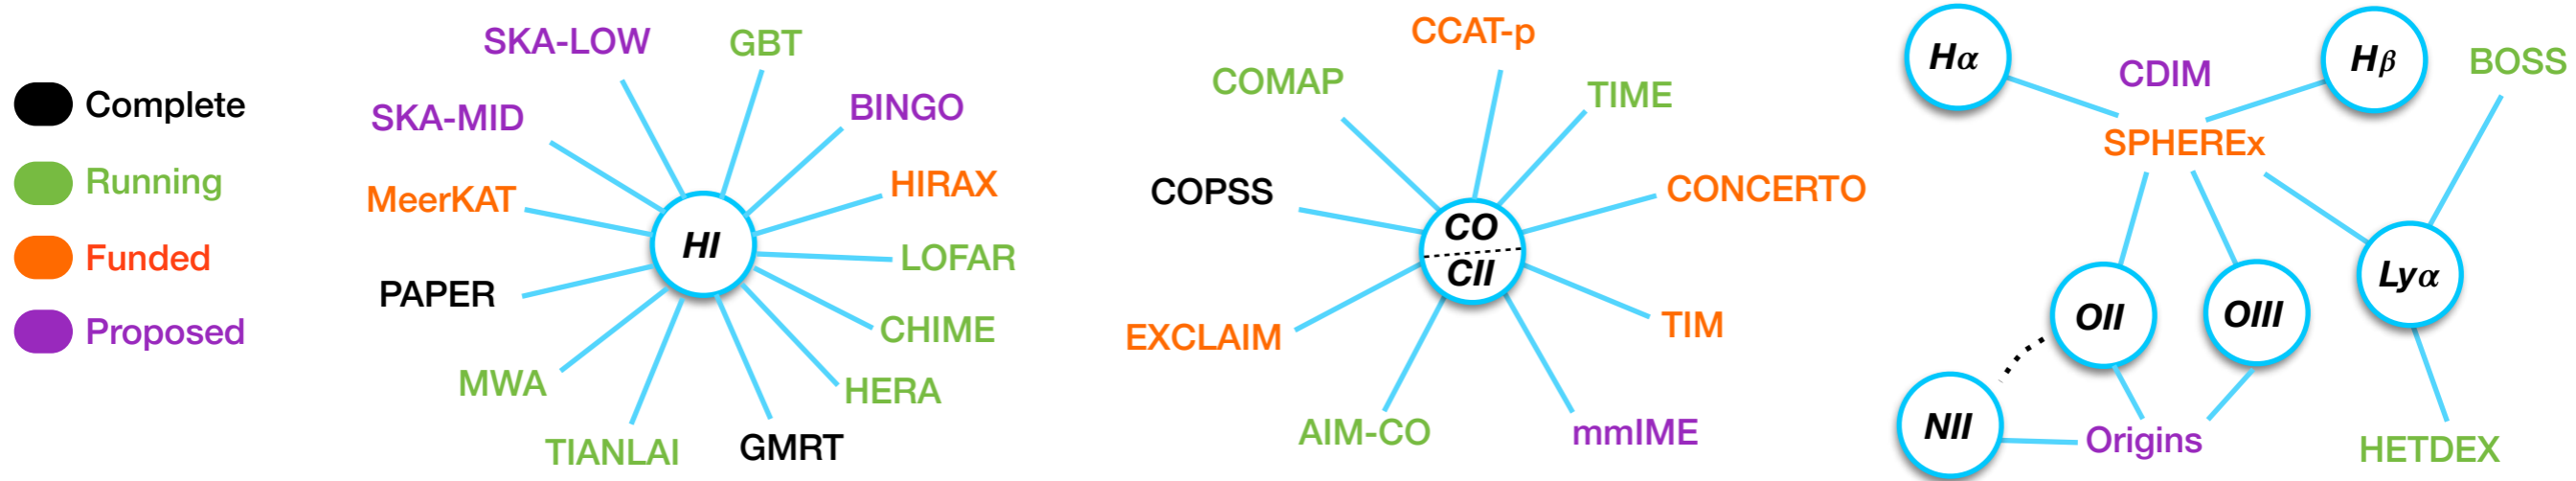 Complete
Running
Funded
Proposed
SKA-LOW
GBT
SKA-MID
BINGO
MeerKAT
HIRAX
HI
LOFAR
PAPER
CHIME
MWA
HERA
TIANLAI
GMRT
CCAT-p
COMAP
TIME
COPSS
CONCERTO
CO
CII
EXCLAIM
TIM
AIM-CO
mmIME
Hα
CDIM
Hβ
BOSS
SPHEREx
OII
OIII
Lyα
NII
Origins
HETDEX